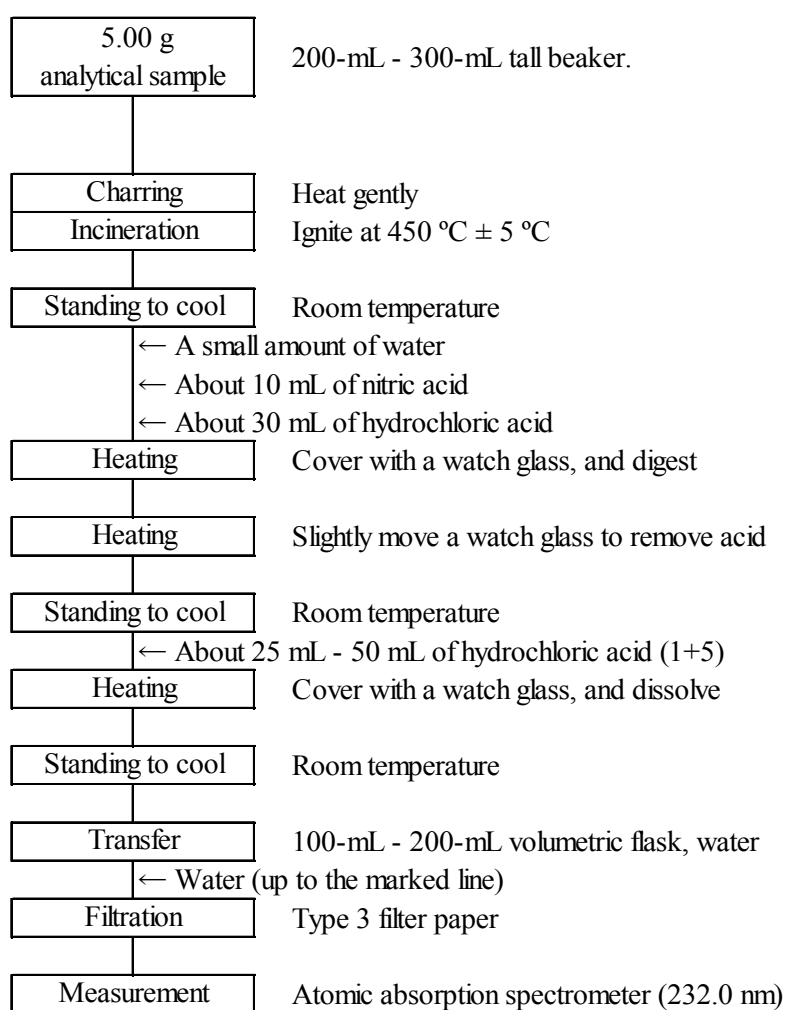 5.00 g
analytical sample
200-mL - 300-mL tall beaker.
Charring Heat gently
Incineration Ignite at 450 ºC ± 5 ºC
Standing to cool Room temperature
← A small amount of water
← About 10 mL of nitric acid
← About 30 mL of hydrochloric acid
Heating Cover with a watch glass, and digest
Heating Slightly move a watch glass to remove acid
Standing to cool Room temperature
← About 25 mL - 50 mL of hydrochloric acid (1+5)
Heating Cover with a watch glass, and dissolve
Standing to cool Room temperature
Transfer 100-mL - 200-mL volumetric flask, water
← Water (up to the marked line)
Filtration Type 3 filter paper
Measurement Atomic absorption spectrometer (232.0 nm)